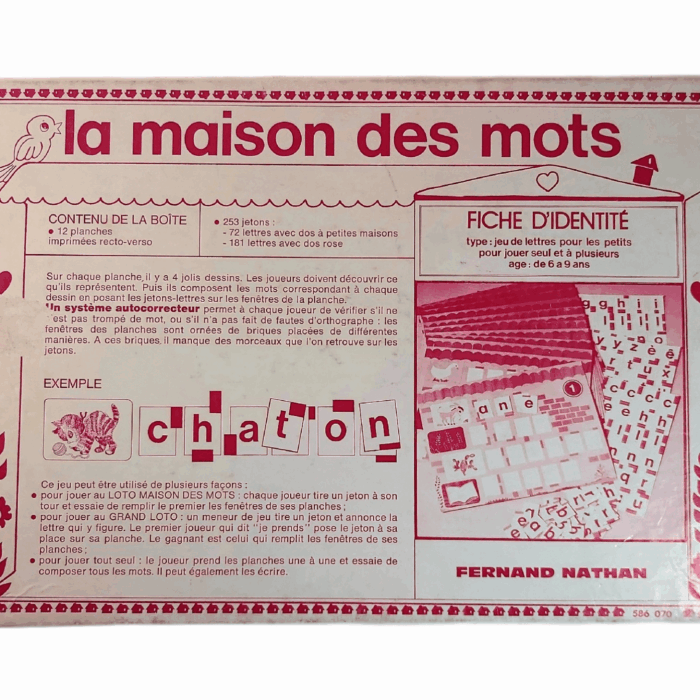 la maison des mots
CONTENU DE LA BOÎTE
• 12 planches
imprimées recto-verso
• 253 jetons :
- 72 lettres avec dos à petites maisons
- 181 lettres avec dos rose
FICHE D'IDENTITÉ
type : jeu de lettres pour les petits
pour jouer seul et à plusieurs
age : de 6 a 9 ans
Sur chaque planche, il y a 4 jolis dessins. Les joueurs doivent découvrir ce
qu'ils représentent. Puis ils composent les mots correspondant à chaque
dessin en posant les jetons-lettres sur les fenêtres de la planche.
Un système autocorrecteur permet à chaque joueur de vérifier s'il ne
est pas trompé de mot, ou s'il n'a pas fait de fautes d'orthographe : les
fenêtres des planches sont ornées de briques placées de différentes
manières. A ces briques, il manque des morceaux que l'on retrouve sur les
jetons.
EXEMPLE
chaton
Ce jeu peut être utilisé de plusieurs façons :
• pour jouer au LOTO MAISON DES MOTS : chaque joueur tire un jeton à son
tour et essaie de remplir le premier les fenêtres de ses planches ;
• pour jouer au GRAND LOTO : un meneur de jeu tire un jeton et annonce la
lettre qui y figure. Le premier joueur qui dit "je prends" pose le jeton à sa
place sur sa planche. Le gagnant est celui qui remplit les fenêtres de ses
planches ;
• pour jouer tout seul : le joueur prend les planches une à une et essaie de
composer tous les mots. Il peut également les écrire.
ane
1
FERNAND NATHAN
586 070